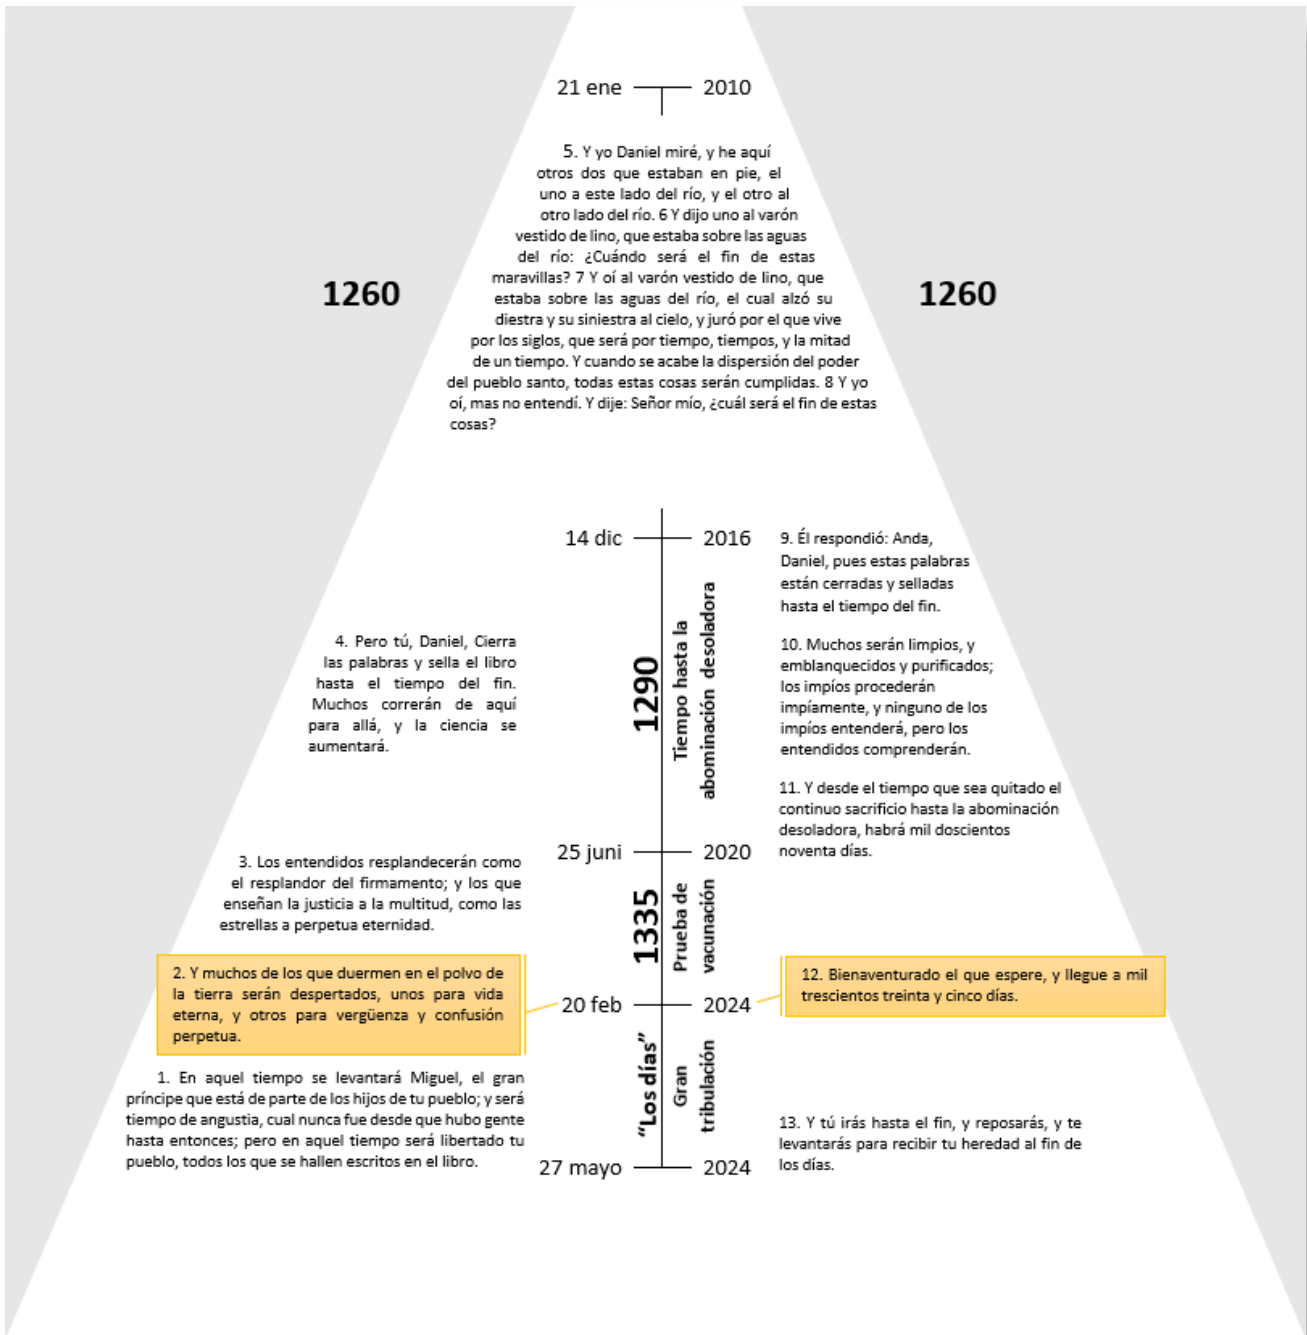 21 ene 2010
5. Y yo Daniel miré, y he aquí
otros dos que estaban en pie, el
uno a este lado del río, y el otro al
otro lado del río. 6 Y dijo uno al varón
vestido de lino, que estaba sobre las aguas
del río: ¿Cuándo será el fin de estas
maravillas? 7 Y oí al varón vestido de lino, que
estaba sobre las aguas del río, el cual alzó su
diestra y su siniestra al cielo, y juró por el que vive
por los siglos, que será por tiempo, tiempos, y la mitad
de un tiempo. Y cuando se acabe la dispersión del poder
del pueblo santo, todas estas cosas serán cumplidas. 8 Y yo
oí, mas no entendí. Y dije: Señor mío, ¿cuál será el fin de estas
cosas?
1260
1260
14 dic 2016
9. Él respondió: Anda,
Daniel, pues estas palabras
están cerradas y selladas
hasta el tiempo del fin.
4. Pero tú, Daniel, Cierra
las palabras y sella el libro
hasta el tiempo del fin.
Muchos correrán de aquí
para allá, y la ciencia se
aumentará.
1290
Tiempo hasta la
abominación desoladora
10. Muchos serán limpios, y
emblanquecidos y purificados;
los impíos procederán
impíamente, y ninguno de los
impíos entenderá, pero los
entendidos comprenderán.
11. Y desde el tiempo que sea quitado el
continuo sacrificio hasta la abominación
desoladora, habrá mil doscientos
noventa días.
25 juni 2020
3. Los entendidos resplandecerán como
el resplandor del firmamento; y los que
enseñan la justicia a la multitud, como las
estrellas a perpetua eternidad.
1335
Prueba de
vacunación
2. Y muchos de los que duermen en el polvo de
la tierra serán despertados, unos para vida
eterna, y otros para vergüenza y confusión
perpetua.
12. Bienaventurado el que espere, y llegue a mil
trescientos treinta y cinco días.
20 feb 2024
1. En aquel tiempo se levantará Miguel, el gran
príncipe que está de parte de los hijos de tu pueblo; y será
tiempo de angustia, cual nunca fue desde que hubo gente
hasta entonces; pero en aquel tiempo será libertado tu
pueblo, todos los que se hallen escritos en el libro.
“Los días”
Gran
tribulación
13. Y tú irás hasta el fin, y reposarás, y te
levantarás para recibir tu heredad al fin de
los días.
27 mayo 2024